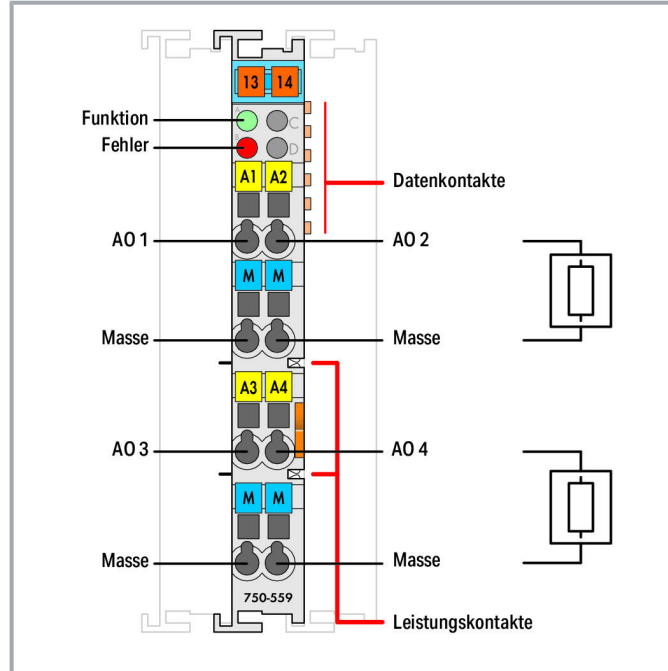 13 14
A C
Funktion
B D
Fehler
A1 A2
Datenkontakte
AO 1 AO 2
M M
Masse Masse
A3 A4
AO 3 AO 4
M M
Masse Masse
750-559
Leistungskontakte